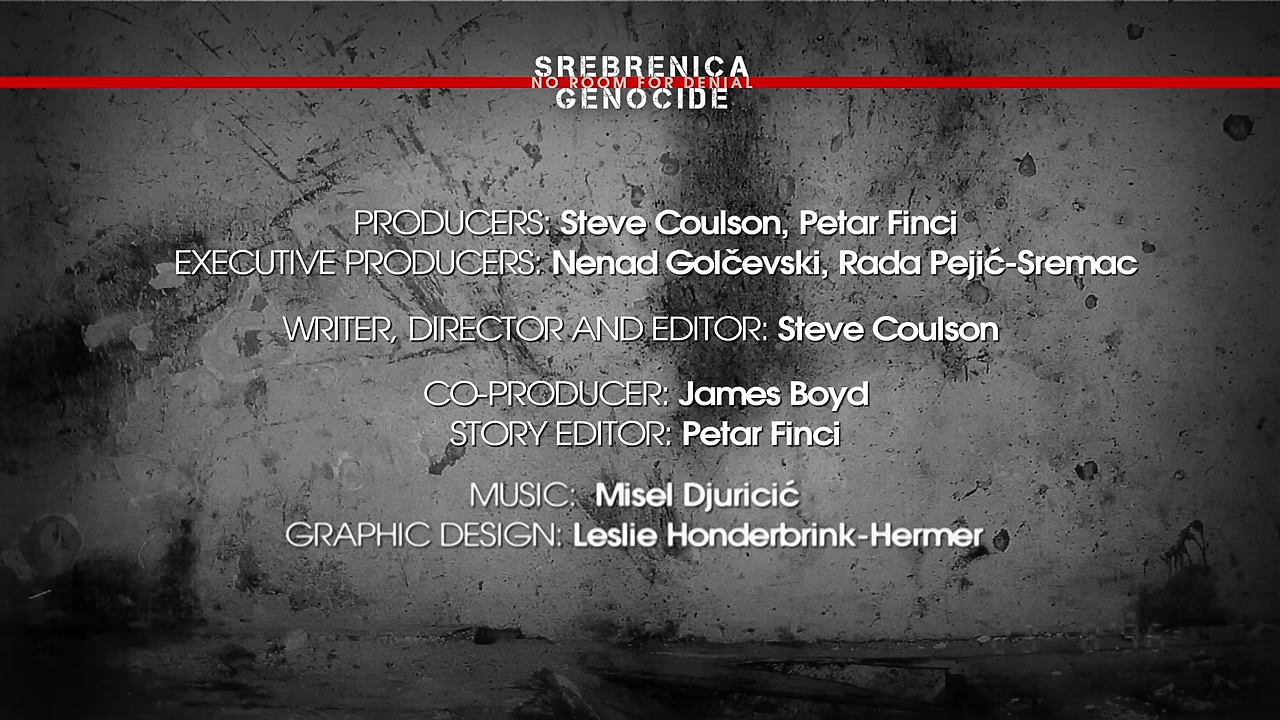 SREBRENICA
NO ROOM FOR DENIAL
GENOCIDE
PRODUCERS: Steve Coulson, Petar Finci
EXECUTIVE PRODUCERS: Nenad Golčevski, Rada Pejić-Sremac
WRITER, DIRECTOR AND EDITOR: Steve Coulson
CO-PRODUCER: James Boyd
STORY EDITOR: Petar Finci
MUSIC: Misel Djuricić
GRAPHIC DESIGN: Leslie Honderbrink-Hermer